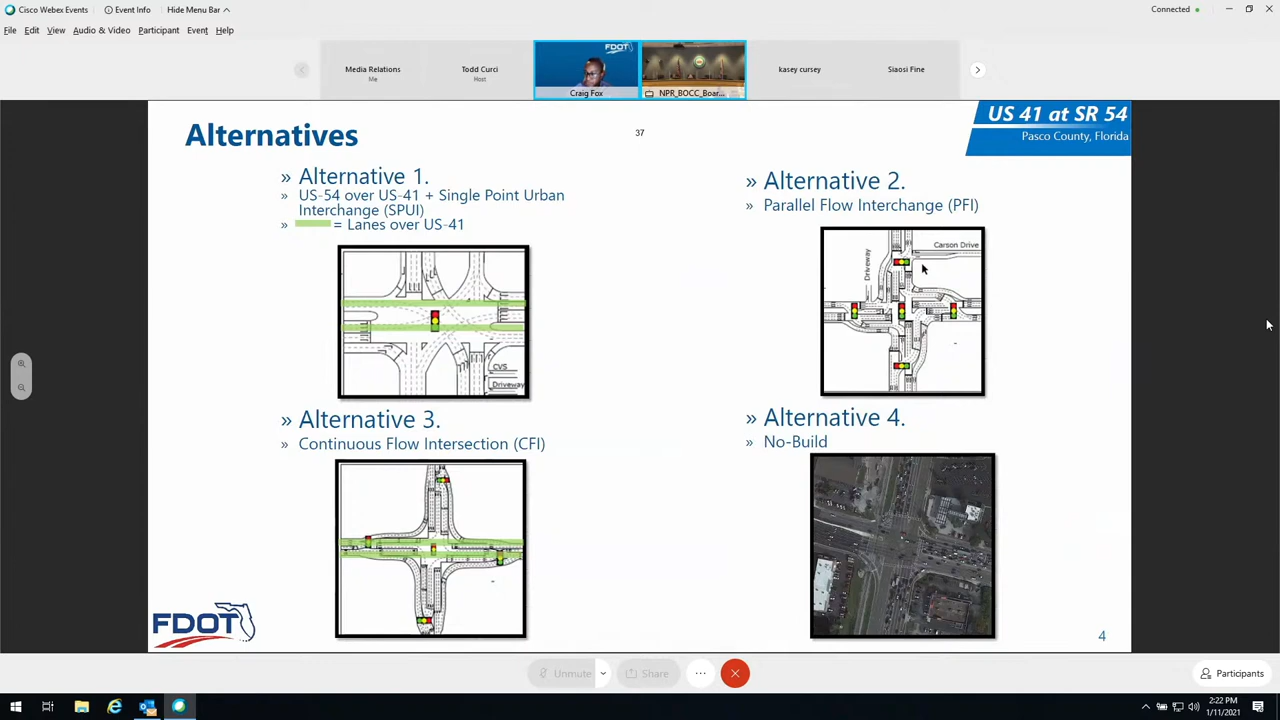 Cisco Webex Events
Event Info
Hide Menu Bar
Connected
File Edit View Audio & Video Participant Event Help
Media Relations
Me
Todd Curci
Host
FDOT
Craig Fox
NPR_BOCC_Boar...
kasey cursey
Siaosi Fine
Alternatives
37
US 41 at SR 54
Pasco County, Florida
» Alternative 1.
» US-54 over US-41 + Single Point Urban
Interchange (SPUI)
» = Lanes over US-41
CVS
Driveway
» Alternative 2.
» Parallel Flow Interchange (PFI)
Carson Drive
Driveway
» Alternative 3.
» Continuous Flow Intersection (CFI)
» Alternative 4.
» No-Build
FDOT
4
Unmute
Share
Participants
2:22 PM
1/11/2021